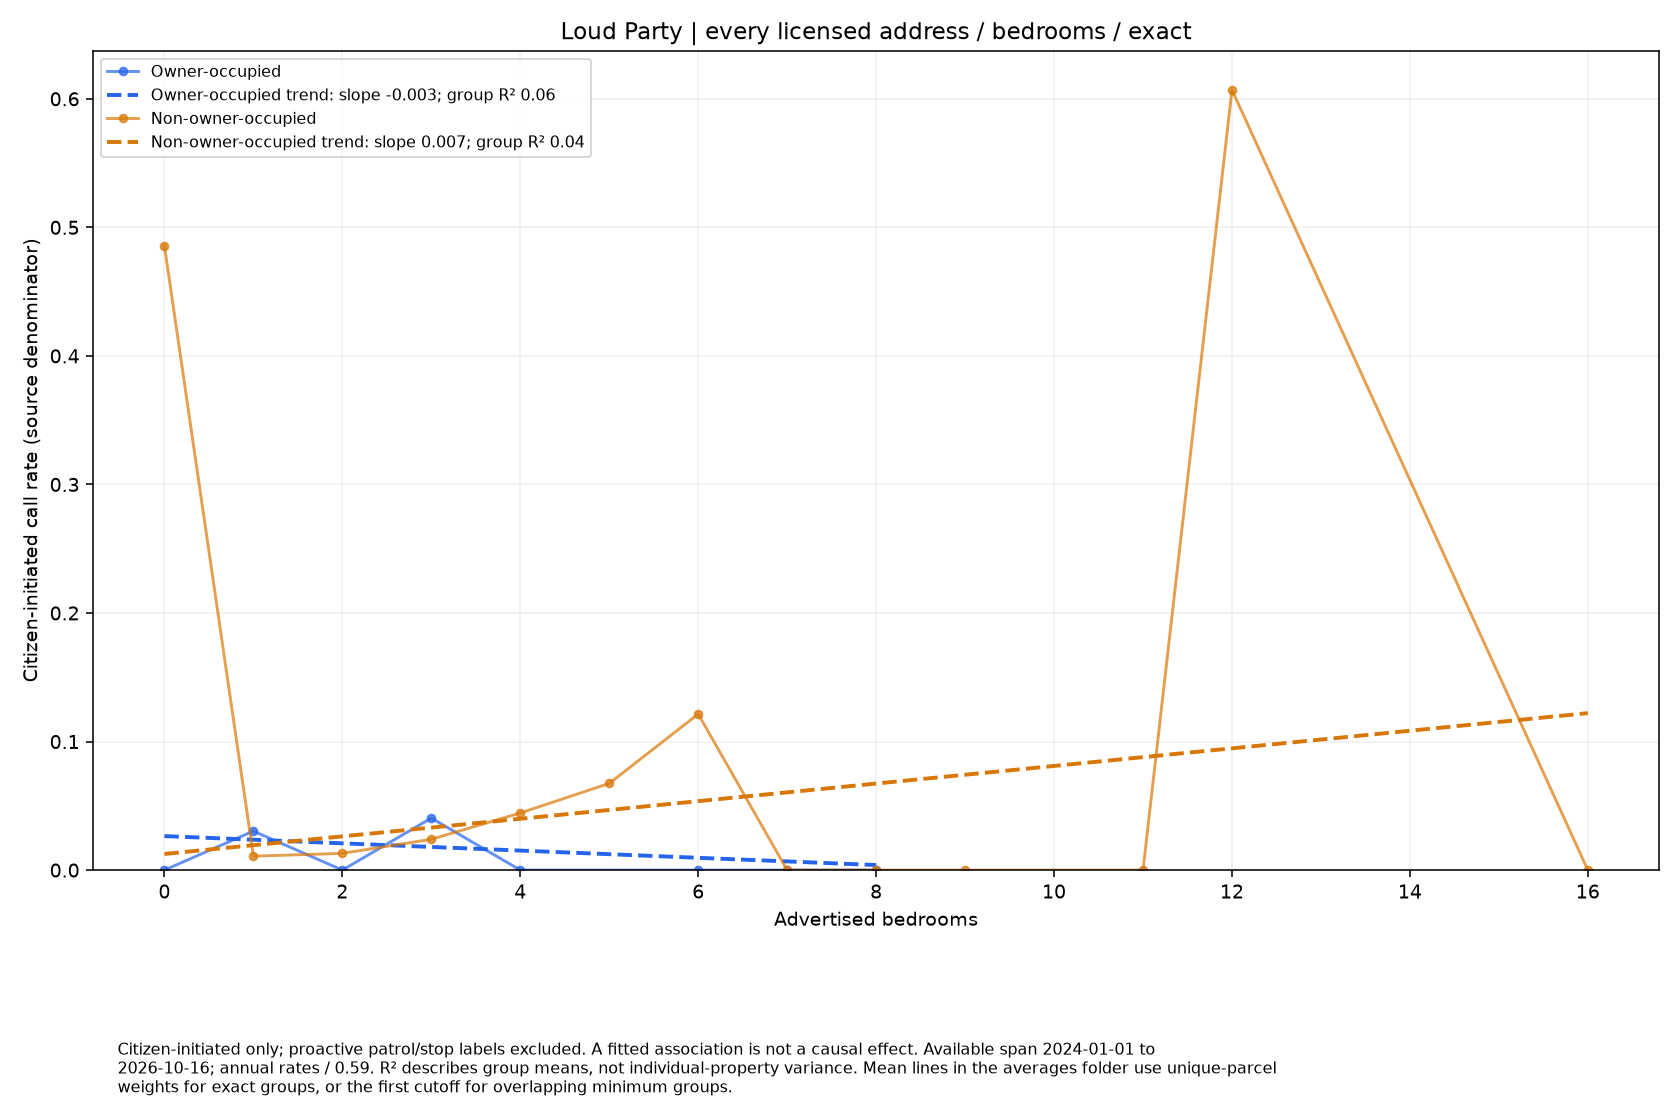 Loud Party | every licensed address / bedrooms / exact
Owner-occupied
Owner-occupied trend: slope -0.003; group R² 0.06
Non-owner-occupied
Non-owner-occupied trend: slope 0.007; group R² 0.04
Citizen-initiated call rate (source denominator)
0.6
0.5
0.4
0.3
0.2
0.1
0.0
0 2 4 6 8 10 12 14 16
Advertised bedrooms
Citizen-initiated only; proactive patrol/stop labels excluded. A fitted association is not a causal effect. Available span 2024-01-01 to
2026-10-16; annual rates / 0.59. R² describes group means, not individual-property variance. Mean lines in the averages folder use unique-parcel
weights for exact groups, or the first cutoff for overlapping minimum groups.